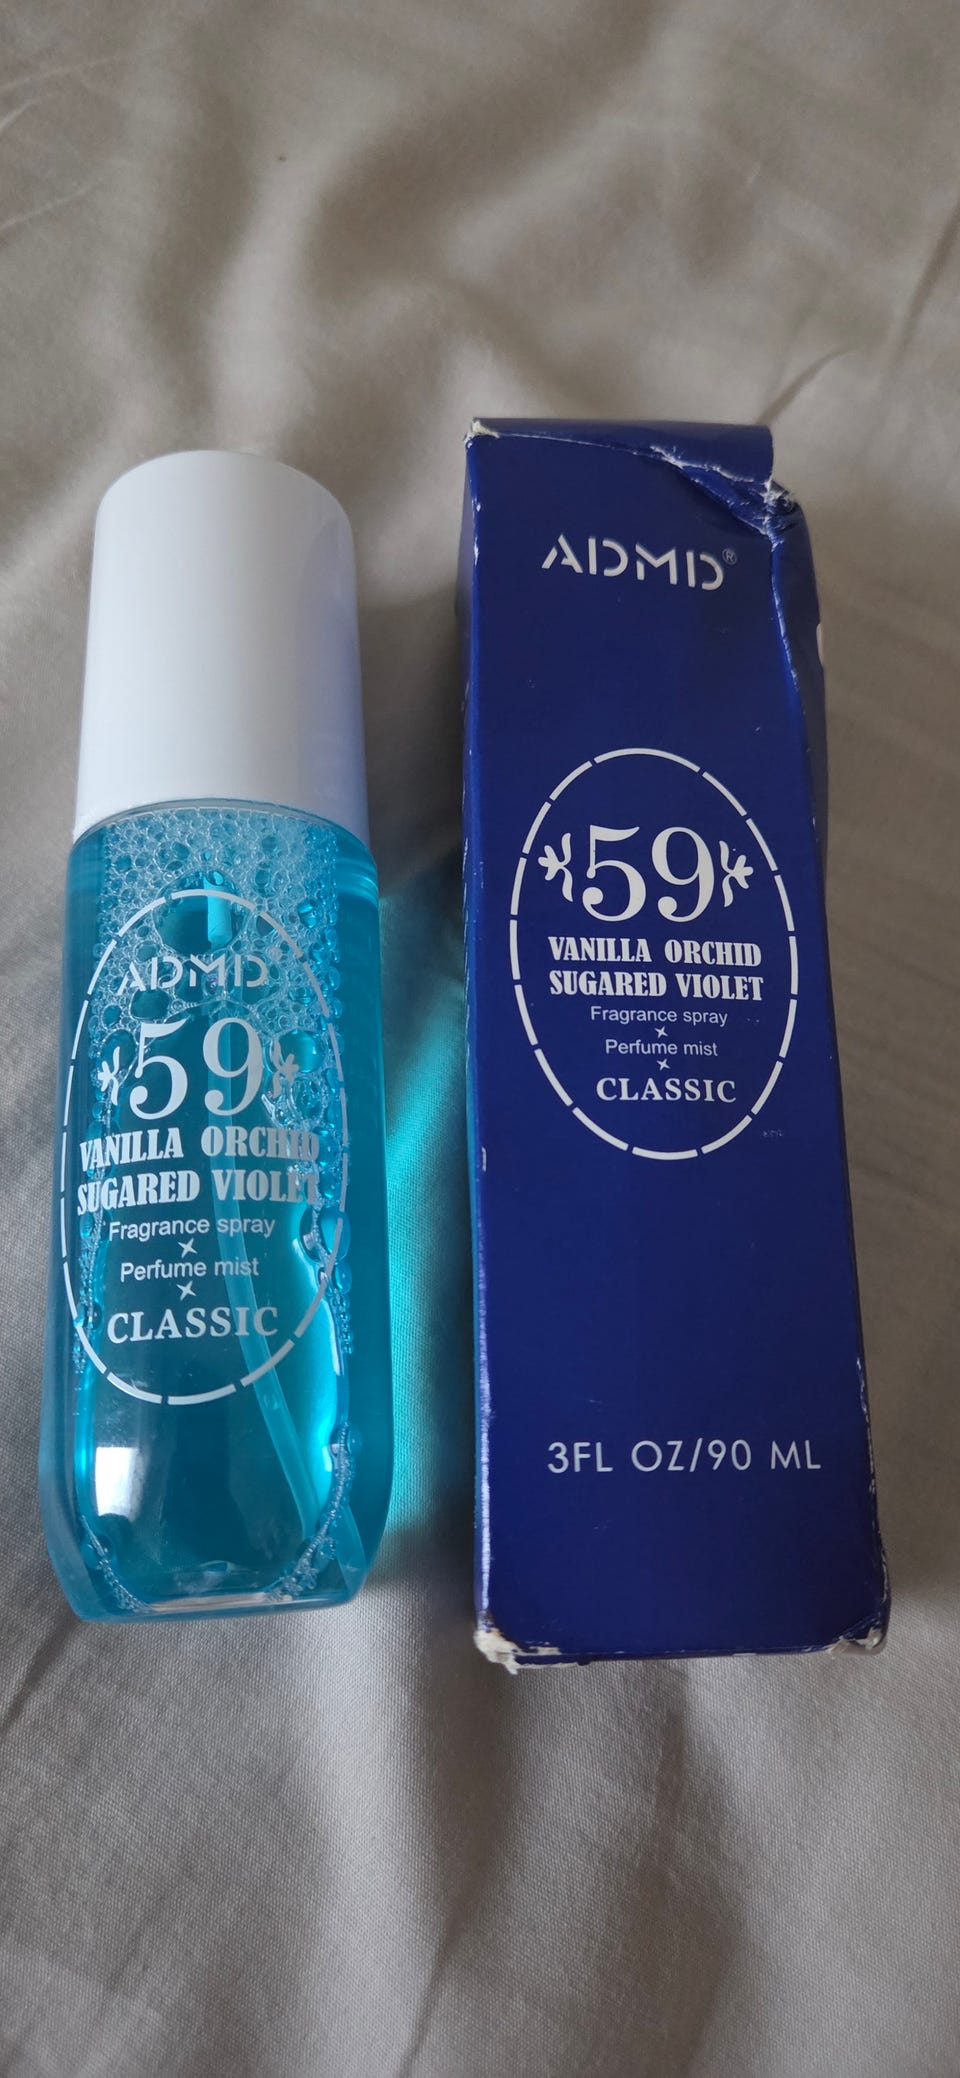 ADMD
59
VANILLA ORCHID
SUGARED VIOLET
Fragrance spray
Perfume mist
CLASSIC
ADMD®
59
VANILLA ORCHID
SUGARED VIOLET
Fragrance spray
Perfume mist
CLASSIC
3FL OZ/90 ML